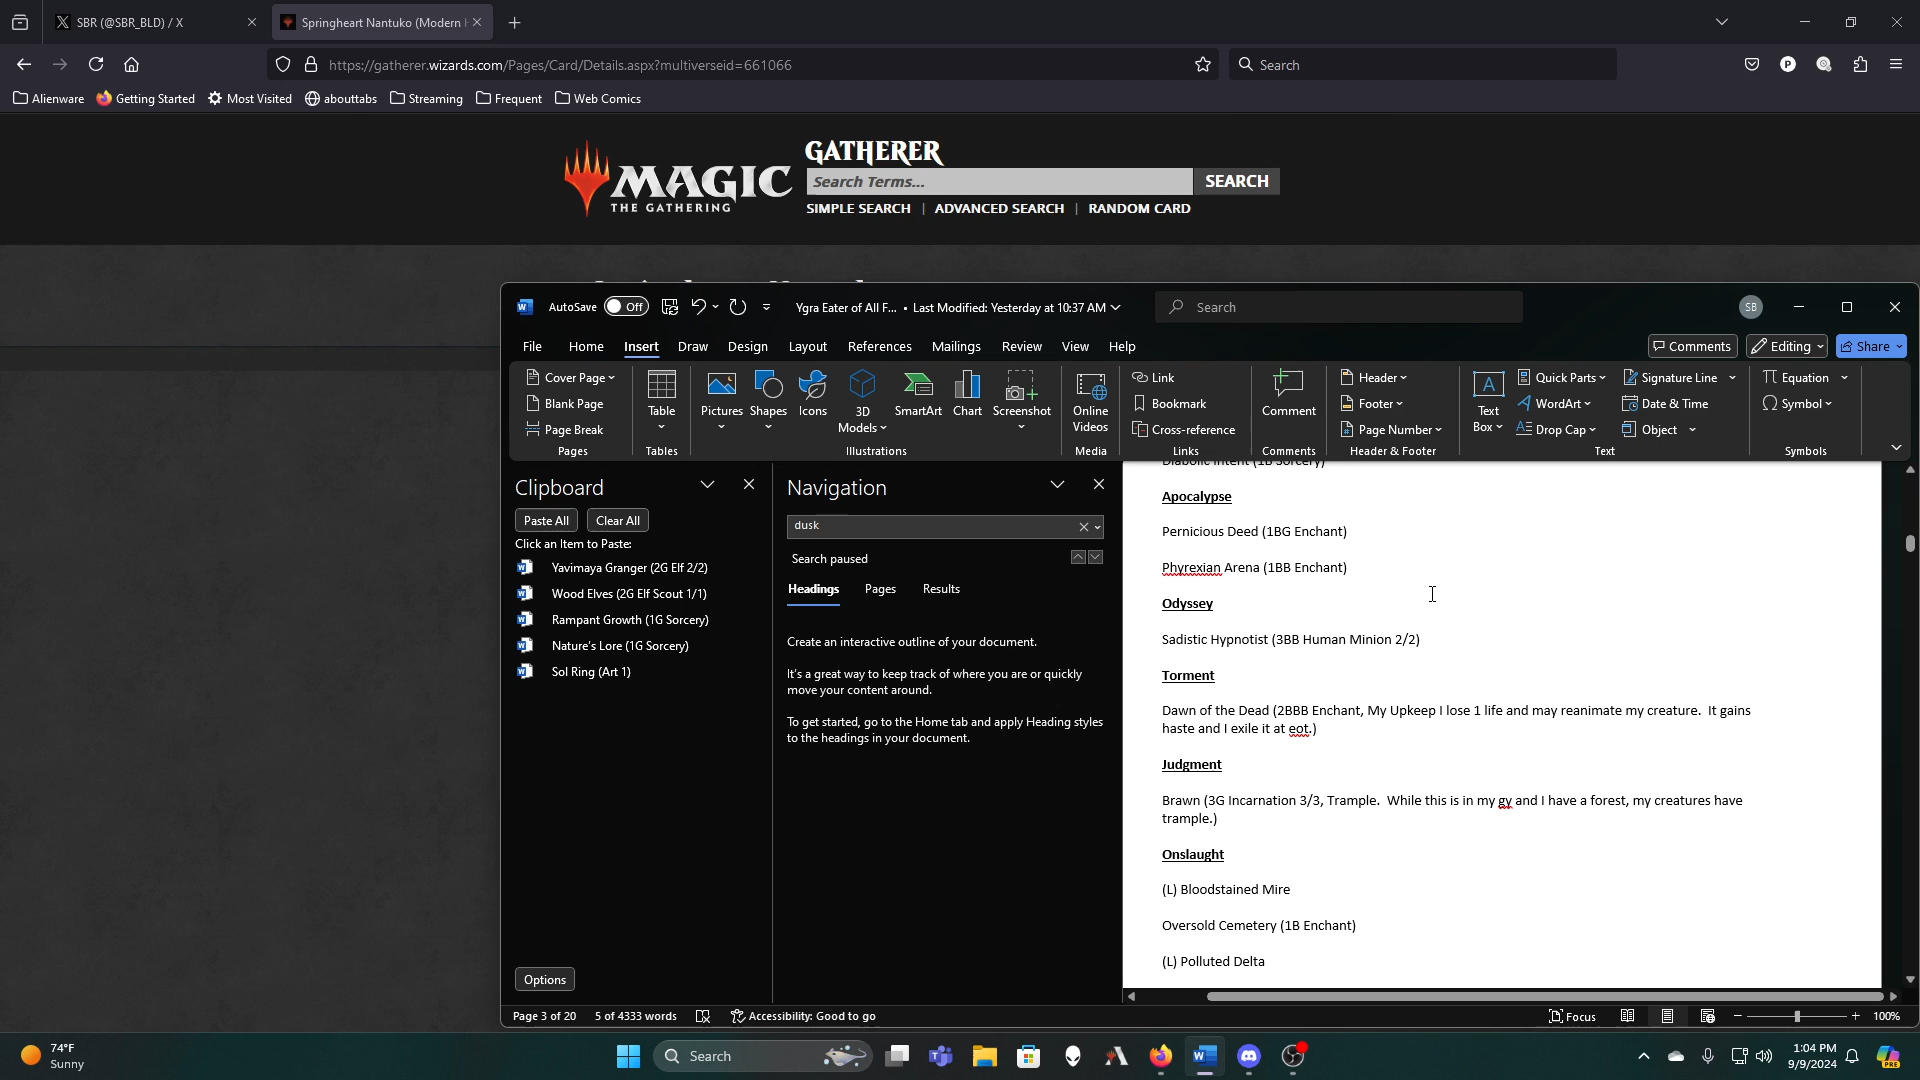 SBR (@SBR_BLD) / X
Springheart Nantuko (Modern H
https://gatherer.wizards.com/Pages/Card/Details.aspx?multiverseid=661066
Search
Alienware
Getting Started
Most Visited
abouttabs
Streaming
Frequent
Web Comics
MAGIC
THE GATHERING
GATHERER
Search Terms...
SEARCH
SIMPLE SEARCH | ADVANCED SEARCH | RANDOM CARD
AutoSave
Off
Ygra Eater of All F... • Last Modified: Yesterday at 10:37 AM
Search
SB
File
Home
Insert
Draw
Design
Layout
References
Mailings
Review
View
Help
Comments
Editing
Share
Cover Page
Blank Page
Page Break
Pages
Table
Tables
Pictures
Shapes
Icons
3D
Models
SmartArt
Chart
Screenshot
Illustrations
Online
Videos
Media
Link
Bookmark
Cross-reference
Links
Comment
Comments
Header
Footer
Page Number
Header & Footer
Text
Box
Quick Parts
WordArt
Drop Cap
Signature Line
Date & Time
Object
Text
Equation
Symbol
Symbols
Clipboard
Paste All
Clear All
Click an Item to Paste:
Yavimaya Granger (2G Elf 2/2)
Wood Elves (2G Elf Scout 1/1)
Rampant Growth (1G Sorcery)
Nature's Lore (1G Sorcery)
Sol Ring (Art 1)
Options
Navigation
dusk
Search paused
Headings
Pages
Results
Create an interactive outline of your document.
It's a great way to keep track of where you are or quickly
move your content around.
To get started, go to the Home tab and apply Heading styles
to the headings in your document.
Diabolic Intent (1B Sorcery)
Apocalypse
Pernicious Deed (1BG Enchant)
Phyrexian Arena (1BB Enchant)
Odyssey
Sadistic Hypnotist (3BB Human Minion 2/2)
Torment
Dawn of the Dead (2BBB Enchant, My Upkeep I lose 1 life and may reanimate my creature.  It gains
haste and I exile it at eot.)
Judgment
Brawn (3G Incarnation 3/3, Trample.  While this is in my gy and I have a forest, my creatures have
trample.)
Onslaught
(L) Bloodstained Mire
Oversold Cemetery (1B Enchant)
(L) Polluted Delta
Page 3 of 20
5 of 4333 words
Accessibility: Good to go
Focus
100%
74°F
Sunny
Search
1:04 PM
9/9/2024